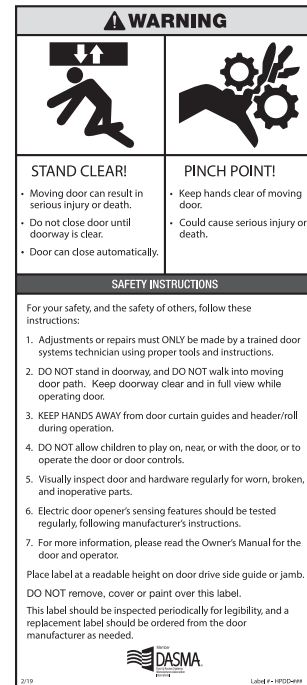 WARNING
STAND CLEAR!
• Moving door can result in
serious injury or death.
• Do not close door until
doorway is clear.
• Door can close automatically.
PINCH POINT!
• Keep hands clear of moving
door.
• Could cause serious injury or
death.
SAFETY INSTRUCTIONS
For your safety, and the safety of others, follow these
instructions:
1. Adjustments or repairs must ONLY be made by a trained door
systems technician using proper tools and instructions.
2. DO NOT stand in doorway, and DO NOT walk into moving
door path. Keep doorway clear and in full view while
operating door.
3. KEEP HANDS AWAY from door curtain guides and header/roll
during operation.
4. DO NOT allow children to play on, near, or with the door, or to
operate the door or door controls.
5. Visually inspect door and hardware regularly for worn, broken,
and inoperative parts.
6. Electric door opener's sensing features should be tested
regularly, following manufacturer's instructions.
7. For more information, please read the Owner's Manual for the
door and operator.
Place label at a readable height on door drive side guide or jamb.
DO NOT remove, cover or paint over this label.
This label should be inspected periodically for legibility, and a
replacement label should be ordered from the door
manufacturer as needed.
Member
DASMA
2/19
Label # - HPDD-###